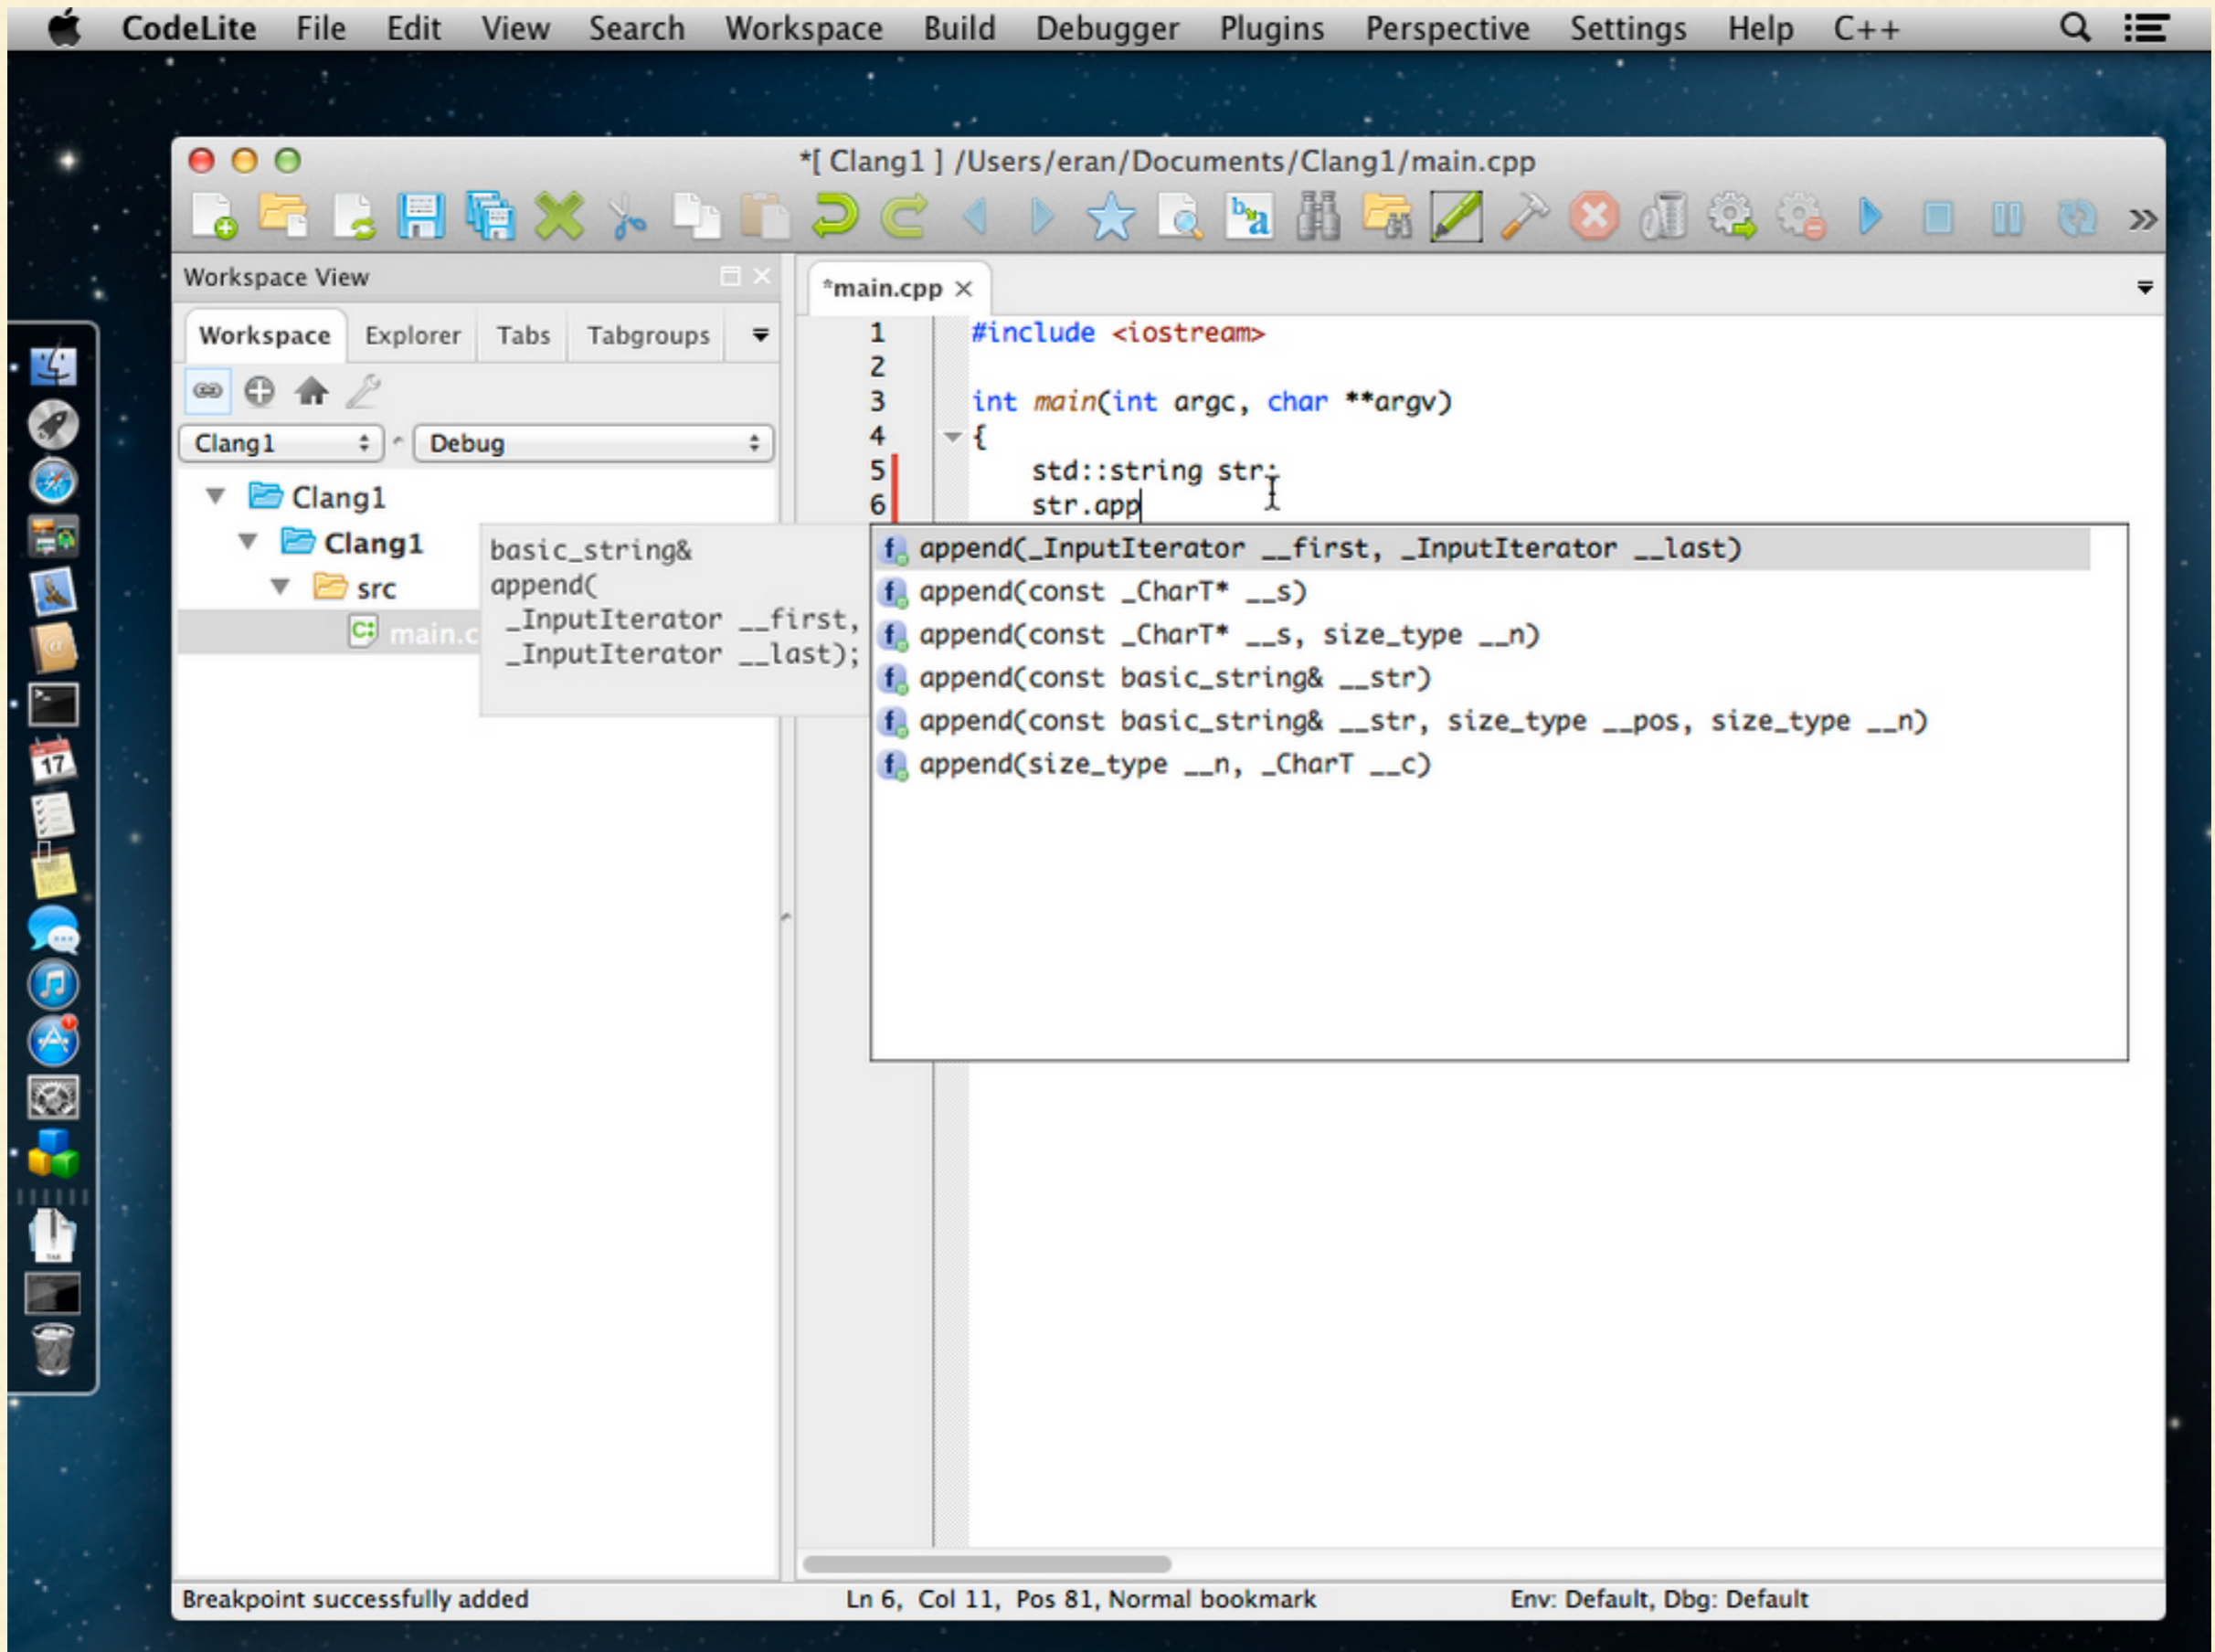 CodeLite File Edit View Search Workspace Build Debugger Plugins Perspective Settings Help C++
*[ Clang1 ] /Users/eran/Documents/Clang1/main.cpp
Workspace View
Workspace Explorer Tabs Tabgroups
Clang1 Debug
Clang1
Clang1
src
main.c
basic_string&
append(
_InputIterator __first,
_InputIterator __last);
*main.cpp
1 #include <iostream>
2
3 int main(int argc, char **argv)
4 {
5 std::string str;
6 str.app
append(_InputIterator __first, _InputIterator __last)
append(const _CharT* __s)
append(const _CharT* __s, size_type __n)
append(const basic_string& __str)
append(const basic_string& __str, size_type __pos, size_type __n)
append(size_type __n, _CharT __c)
17
Breakpoint successfully added Ln 6, Col 11, Pos 81, Normal bookmark Env: Default, Dbg: Default